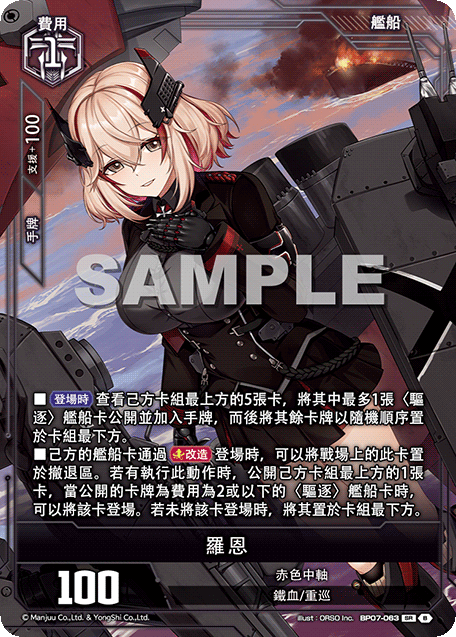 費用
艦船
1
手牌 支援+100
SAMPLE
■ 登場時 查看己方卡組最上方的5張卡，將其中最多1張〈驅
逐〉艦船卡公開並加入手牌，而後將其餘卡牌以隨機順序置
於卡組最下方。
■己方的艦船卡通過 改造 登場時，可以將戰場上的此卡置
於撤退區。若有執行此動作時，公開己方卡組最上方的1張
卡，當公開的卡牌為費用為2或以下的〈驅逐〉艦船卡時，
可以將該卡登場。若未將該卡登場時，將其置於卡組最下方。
羅恩
100
赤色中軸
鐵血/重巡
© Manjuu Co.,Ltd. & YongShi Co.,Ltd.
illust : ORSO Inc. BP07-063 SR B